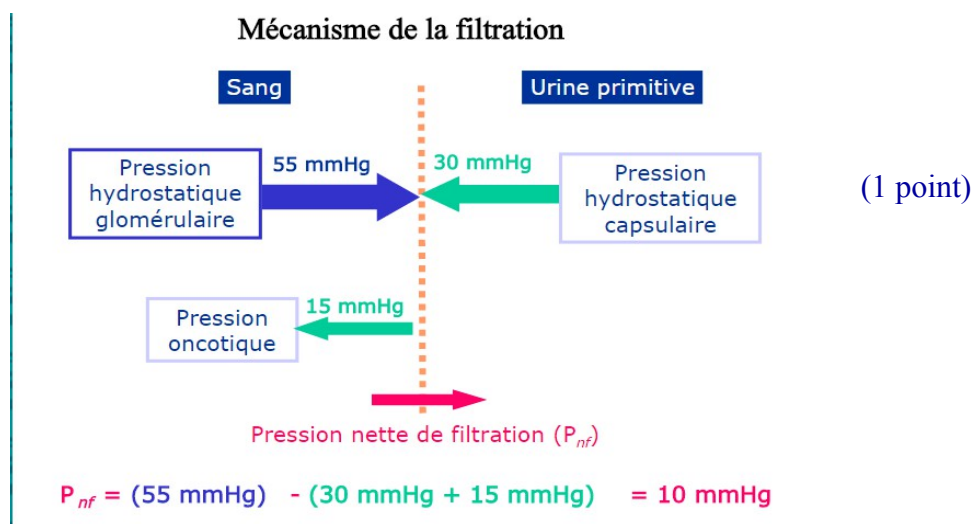 Mécanisme de la filtration
Sang
Urine primitive
55 mmHg
30 mmHg
Pression
hydrostatique
glomérulaire
Pression
hydrostatique
capsulaire
(1 point)
15 mmHg
Pression
oncotique
Pression nette de filtration (Pnf)
Pnf = (55 mmHg) - (30 mmHg + 15 mmHg) = 10 mmHg